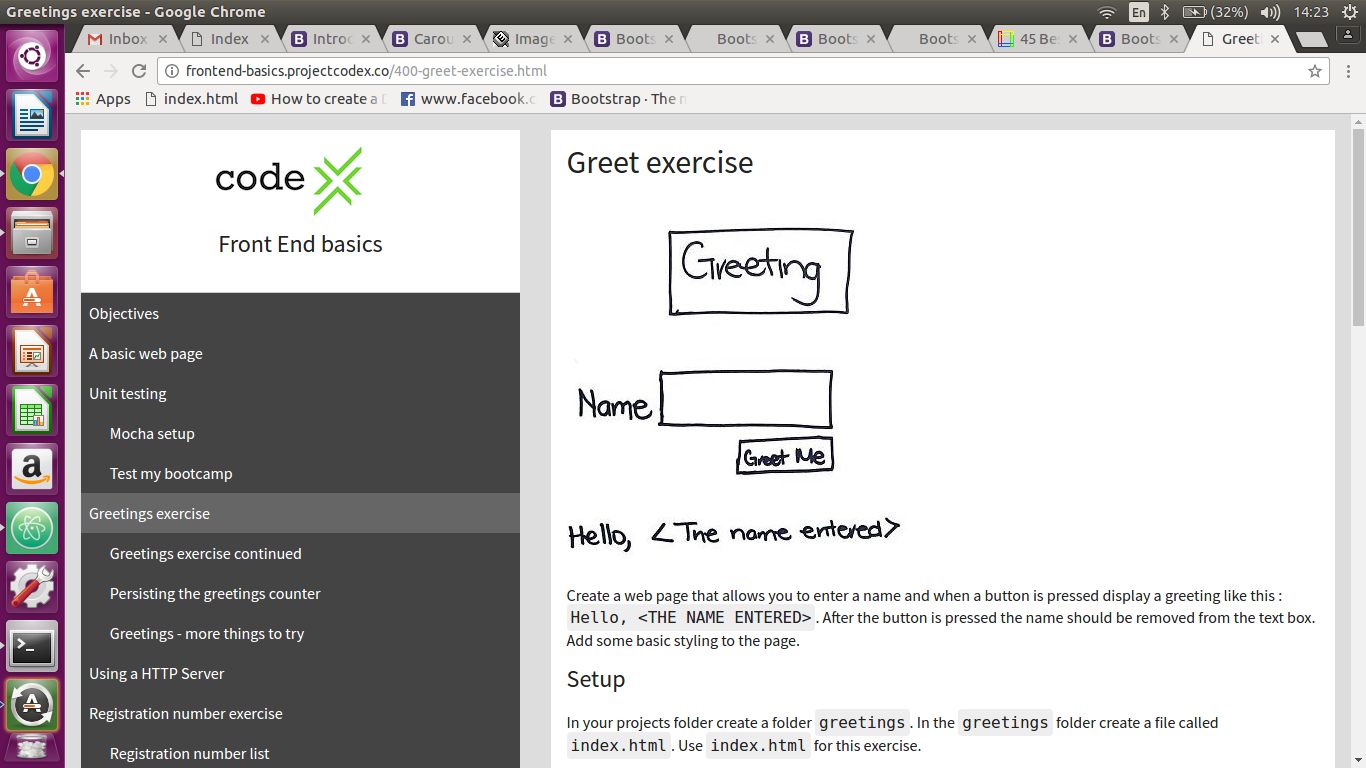 Greetings exercise - Google Chrome
En
(32%)
14:23
Inbox
Index
Introd
Carou
Image
Boots
Boots
Boots
Boots
45 Be
Boots
Greeti
frontend-basics.projectcodex.co/400-greet-exercise.html
Apps
index.html
How to create a
www.facebook.c
Bootstrap · The
code
Front End basics
Objectives
A basic web page
Unit testing
Mocha setup
Test my bootcamp
Greetings exercise
Greetings exercise continued
Persisting the greetings counter
Greetings - more things to try
Using a HTTP Server
Registration number exercise
Registration number list
Greet exercise
Greeting
Name
Greet Me
Hello, <The name entered>
Create a web page that allows you to enter a name and when a button is pressed display a greeting like this :
Hello, <THE NAME ENTERED>. After the button is pressed the name should be removed from the text box.
Add some basic styling to the page.
Setup
In your projects folder create a folder greetings. In the greetings folder create a file called
index.html. Use index.html for this exercise.